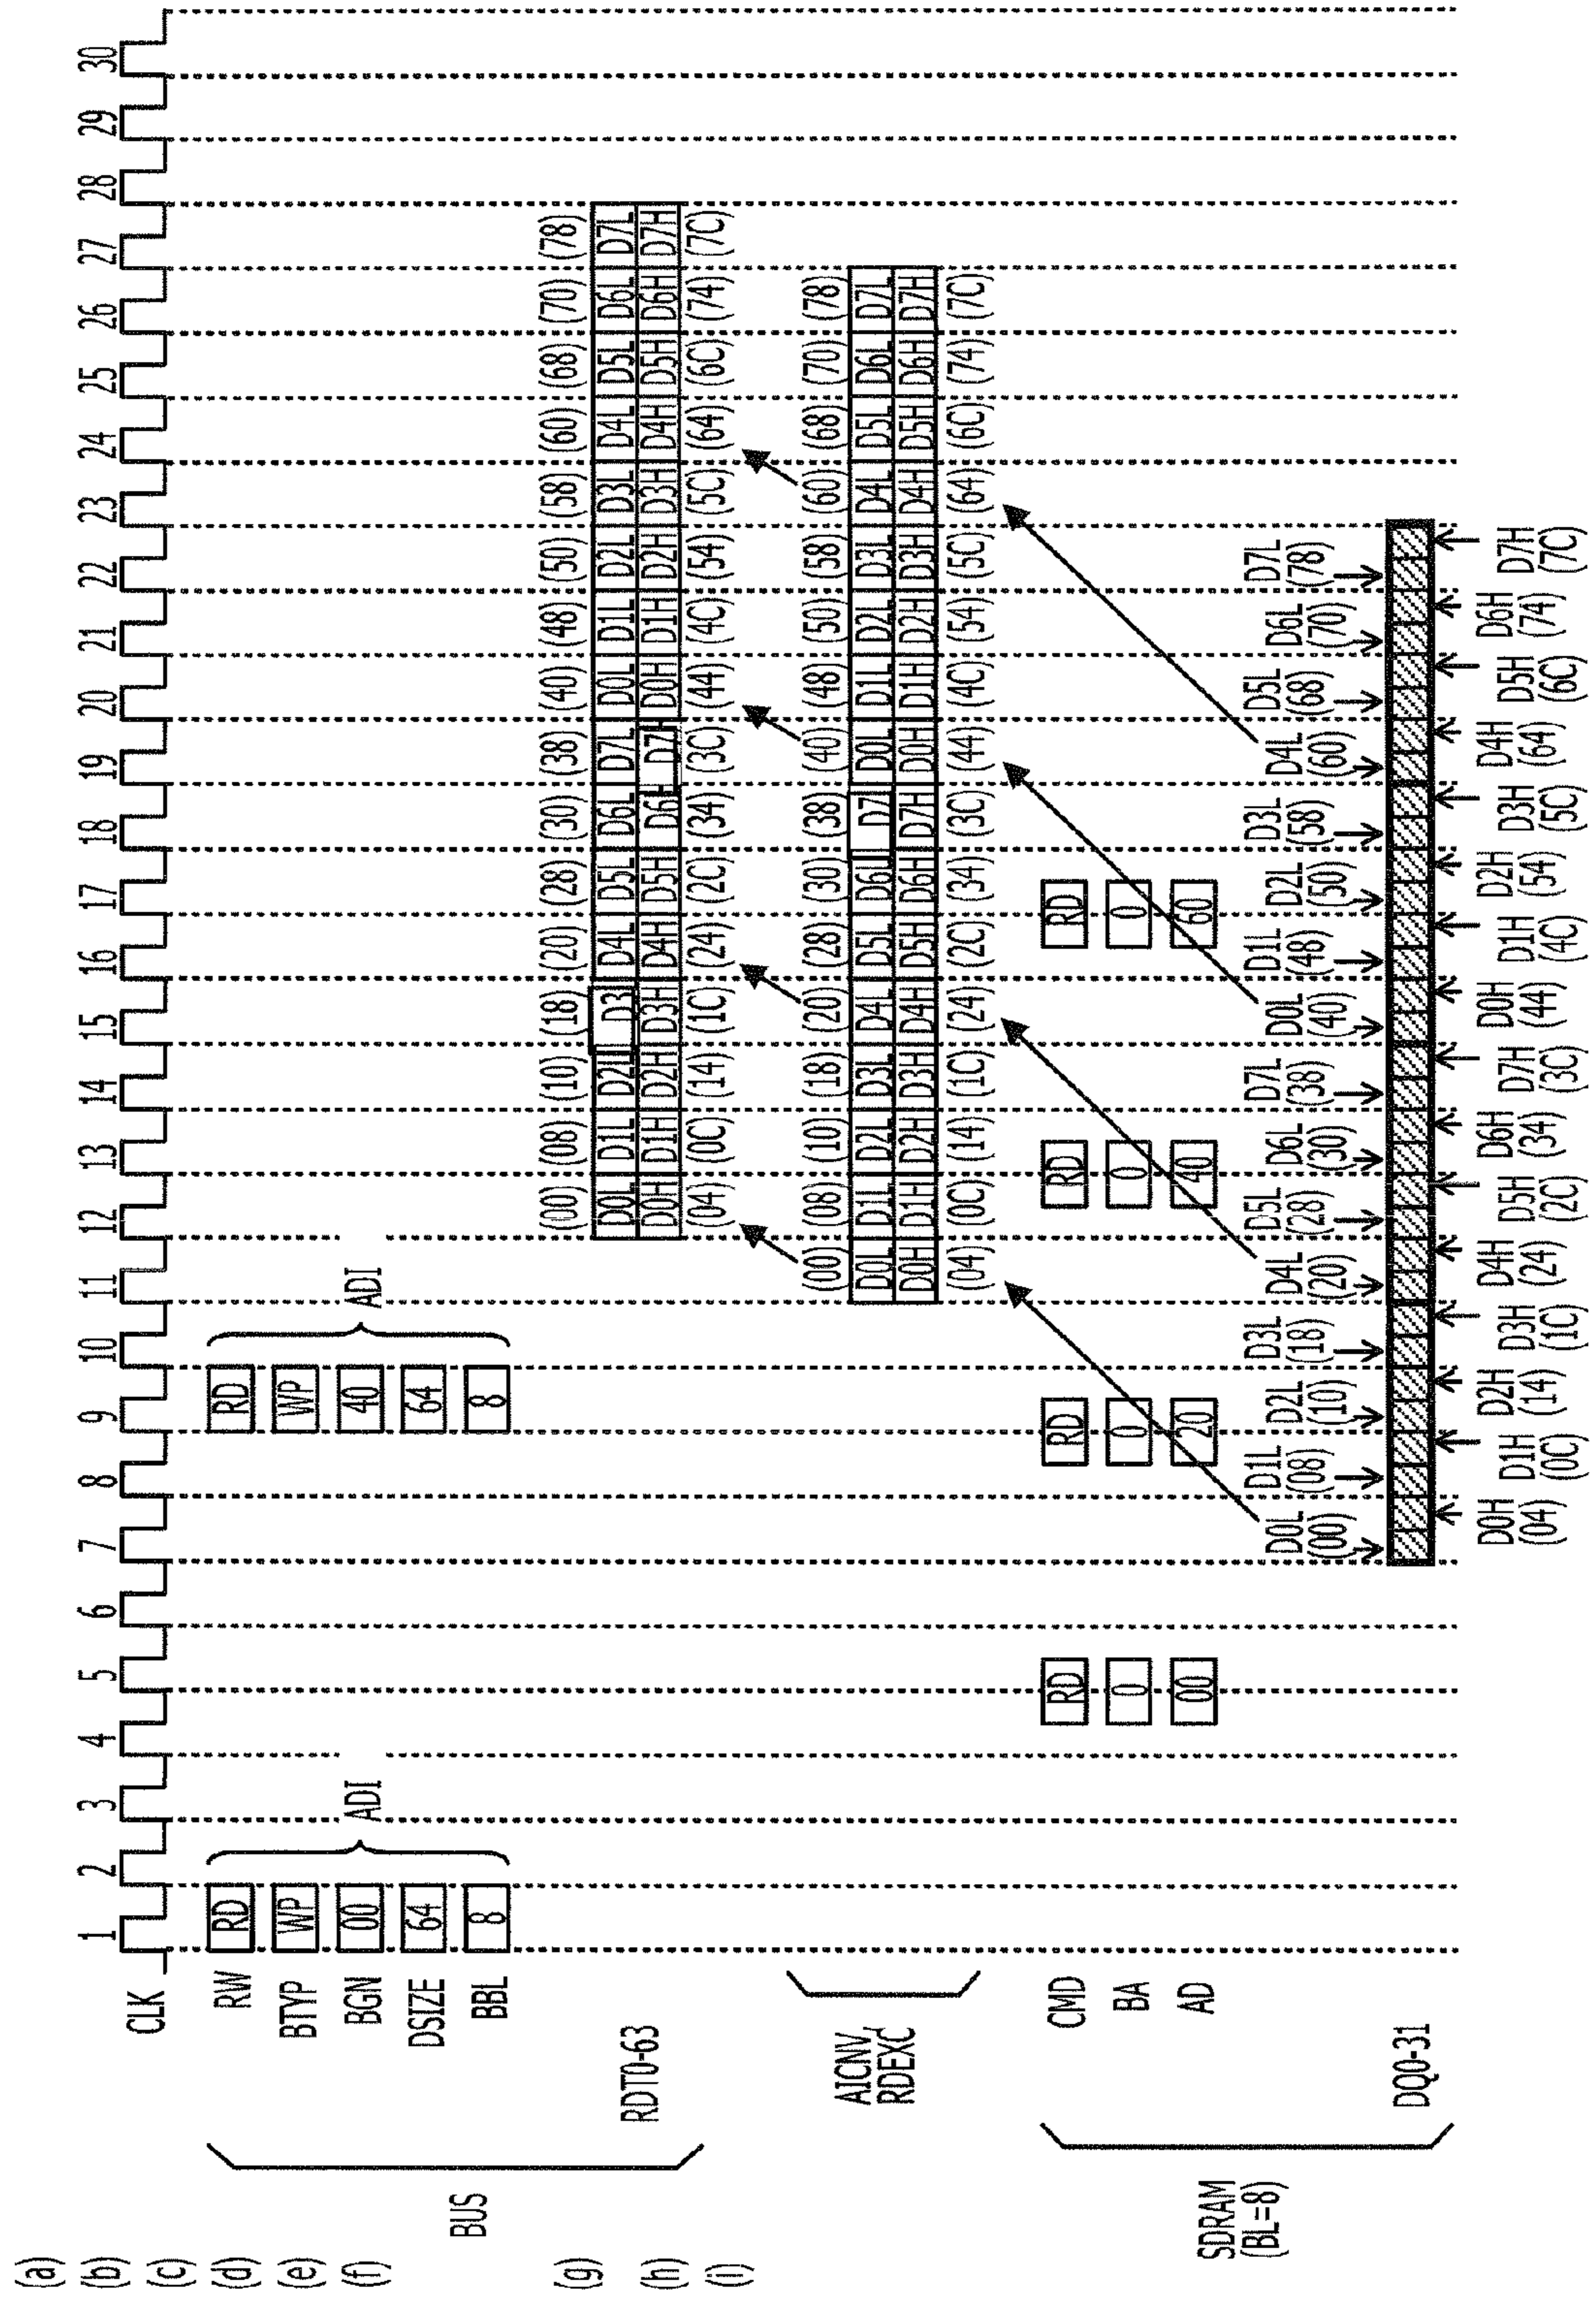 (a)
(b) 1 2 3 4 5 6 7 8 9 10 11 12 13 14 15 16 17 18 19 20 21 22 23 24 25 26 27 28 29 30
CLK
(c)
(d) RW RD RD
(e) BTYP WP WP
(f) BGN 00 ADI 40 ADI
DSIZE 64 64
BUS
BBL 8 8
(g) (00) (08) (10) (18) (20) (28) (30) (38) (40) (48) (50) (58) (60) (68) (70) (78)
D0L D1L D2L D3 D4L D5L D6L D7L D0L D1L D2L D3L D4L D5L D6L D7L
RDT0-63
(h) D0H D1H D2H D3H D4H D5H D6H D7H D0H D1H D2H D3H D4H D5H D6H D7H
(i) (04) (0C) (14) (1C) (24) (2C) (34) (3C) (44) (4C) (54) (5C) (64) (6C) (74) (7C)
(00) (08) (10) (18) (20) (28) (30) (38) (40) (48) (50) (58) (60) (68) (70) (78)
AICNV,
RDEXC
D0L D1L D2L D3L D4L D5L D6L D7 D0L D1L D2L D3L D4L D5L D6L D7L
D0H D1H D2H D3H D4H D5H D6H D7H D0H D1H D2H D3H D4H D5H D6H D7H
(04) (0C) (14) (1C) (24) (2C) (34) (3C) (44) (4C) (54) (5C) (64) (6C) (74) (7C)
CMD RD RD RD RD
BA 0 0 0 0
AD 00 20 40 60
SDRAM
(BL=8)
D0L D1L D2L D3L D4L D5L D6L D7L D0L D1L D2L D3L D4L D5L D6L D7L
(00) (08) (10) (18) (20) (28) (30) (38) (40) (48) (50) (58) (60) (68) (70) (78)
DQ0-31
D0H D1H D2H D3H D4H D5H D6H D7H D0H D1H D2H D3H D4H D5H D6H D7H
(04) (0C) (14) (1C) (24) (2C) (34) (3C) (44) (4C) (54) (5C) (64) (6C) (74) (7C)